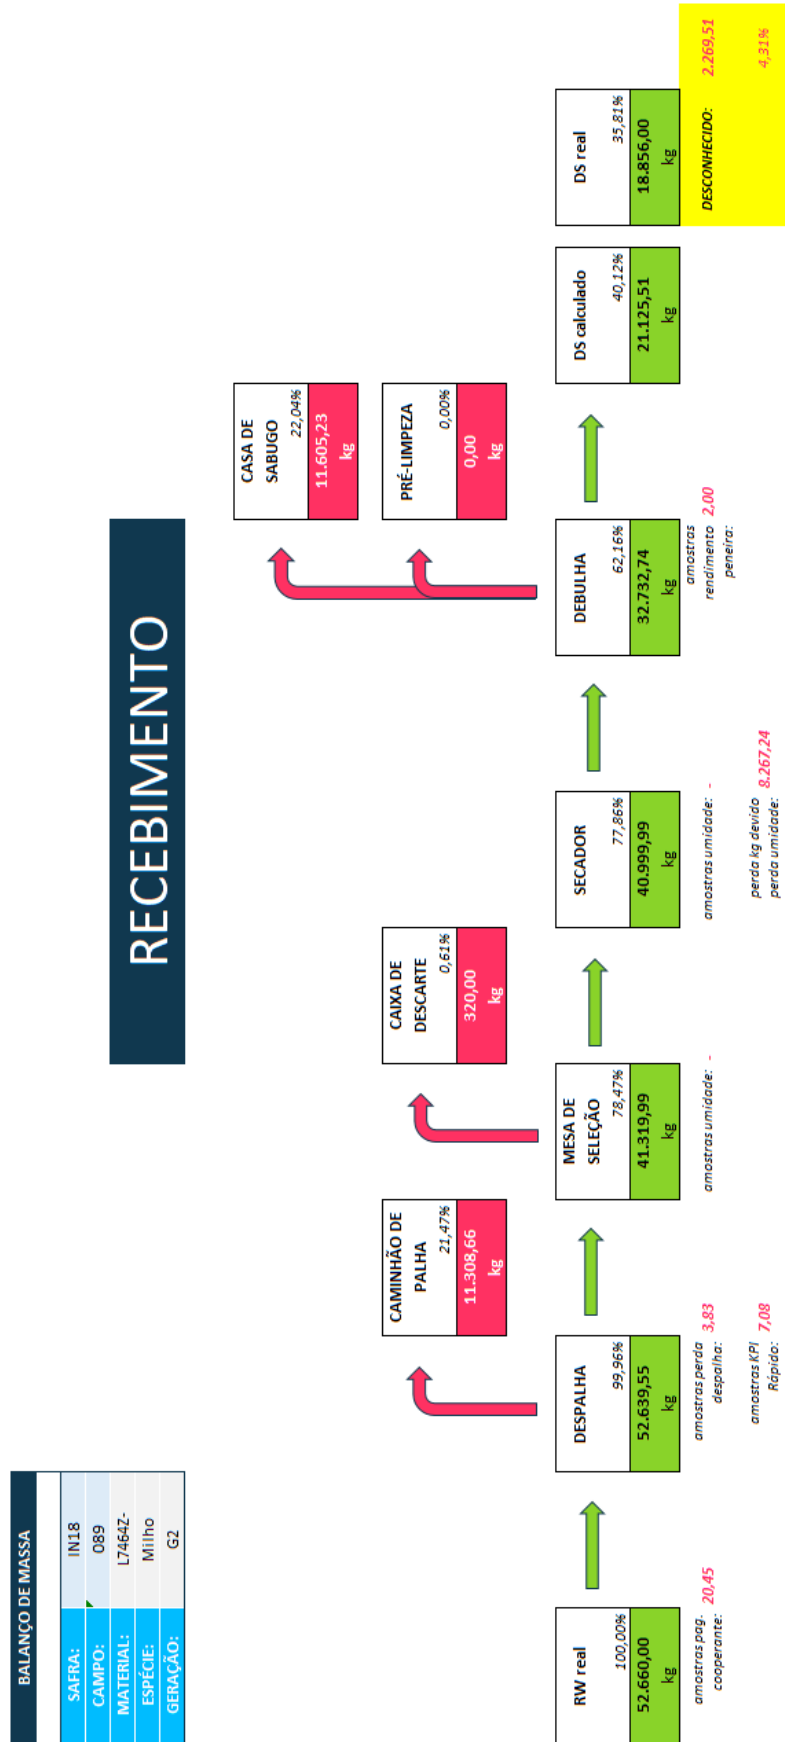 BALANÇO DE MASSA
SAFRA: IN18
CAMPO: 089
MATERIAL: L7464Z-
ESPÉCIE: Milho
GERAÇÃO: G2
RECEBIMENTO
CASA DE
SABUGO
22,04%
11.605,23
kg
CAMINHÃO DE
PALHA
21,47%
11.308,66
kg
CAIXA DE
DESCARTE
0,61%
320,00
kg
PRÉ-LIMPEZA
0,00%
0,00
kg
RW real
100,00%
52.660,00
kg
amostras pag.
cooperante: 20,45
DESPALHA
99,96%
52.639,55
kg
amostras perda
despalha: 3,83
amostras KPI
Rápido: 7,08
MESA DE
SELEÇÃO
78,47%
41.319,99
kg
amostras umidade: -
SECADOR
77,86%
40.999,99
kg
amostras umidade: -
perda kg devido
perda umidade: 8.267,24
DEBULHA
62,16%
32.732,74
kg
amostras
rendimento
peneira: 2,00
DS calculado
40,12%
21.125,51
kg
DS real
35,81%
18.856,00
kg
DESCONHECIDO: 2.269,51
4,31%